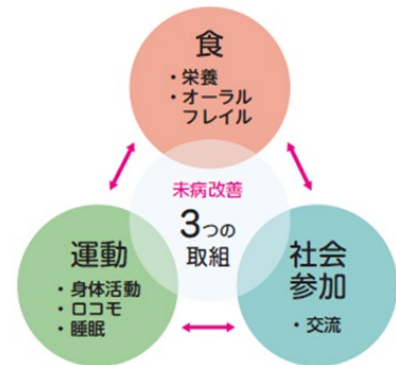 食
・栄養
・オーラル
フレイル
未病改善
3つの
取組
運動
・身体活動
・ロコモ
・睡眠
社会
参加
・交流